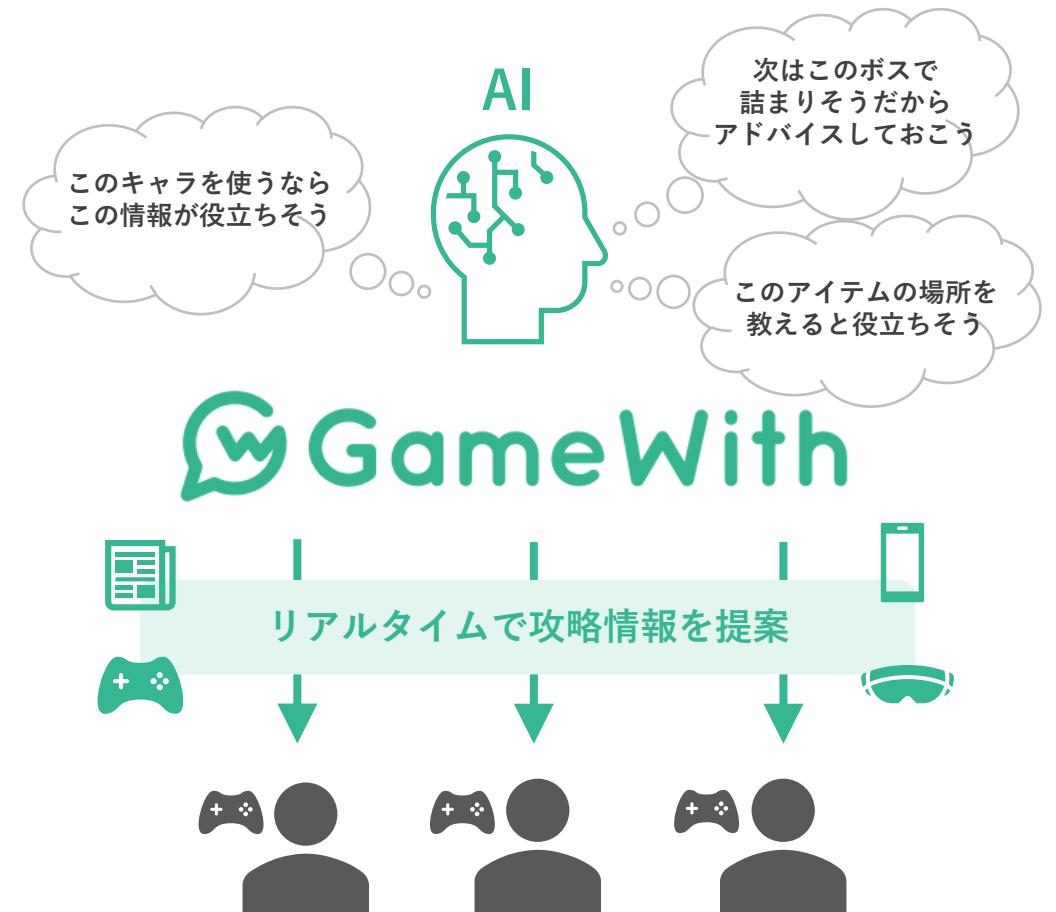 AI
次はこのボスで
詰まりそうだから
アドバイスしておこう
このキャラを使うなら
この情報が役立ちそう
このアイテムの場所を
教えると役立ちそう
GameWith
リアルタイムで攻略情報を提案